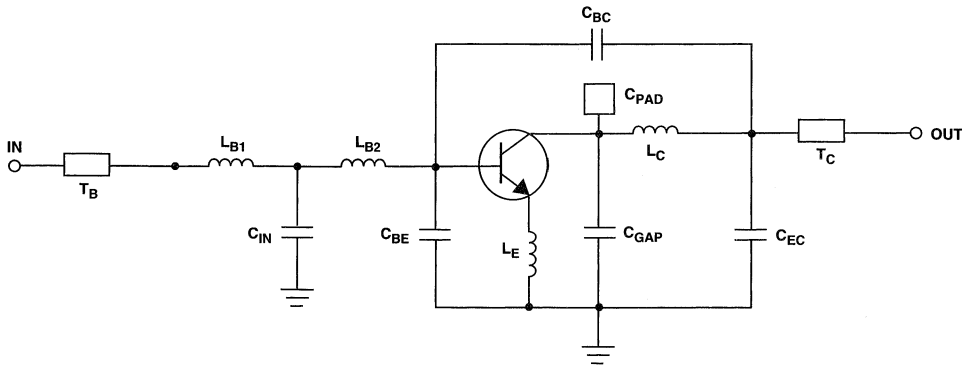 C_BC
C_PAD
IN
L_B1
L_B2
OUT
L_C
T_C
T_B
C_IN
C_BE
L_E
C_GAP
C_EC